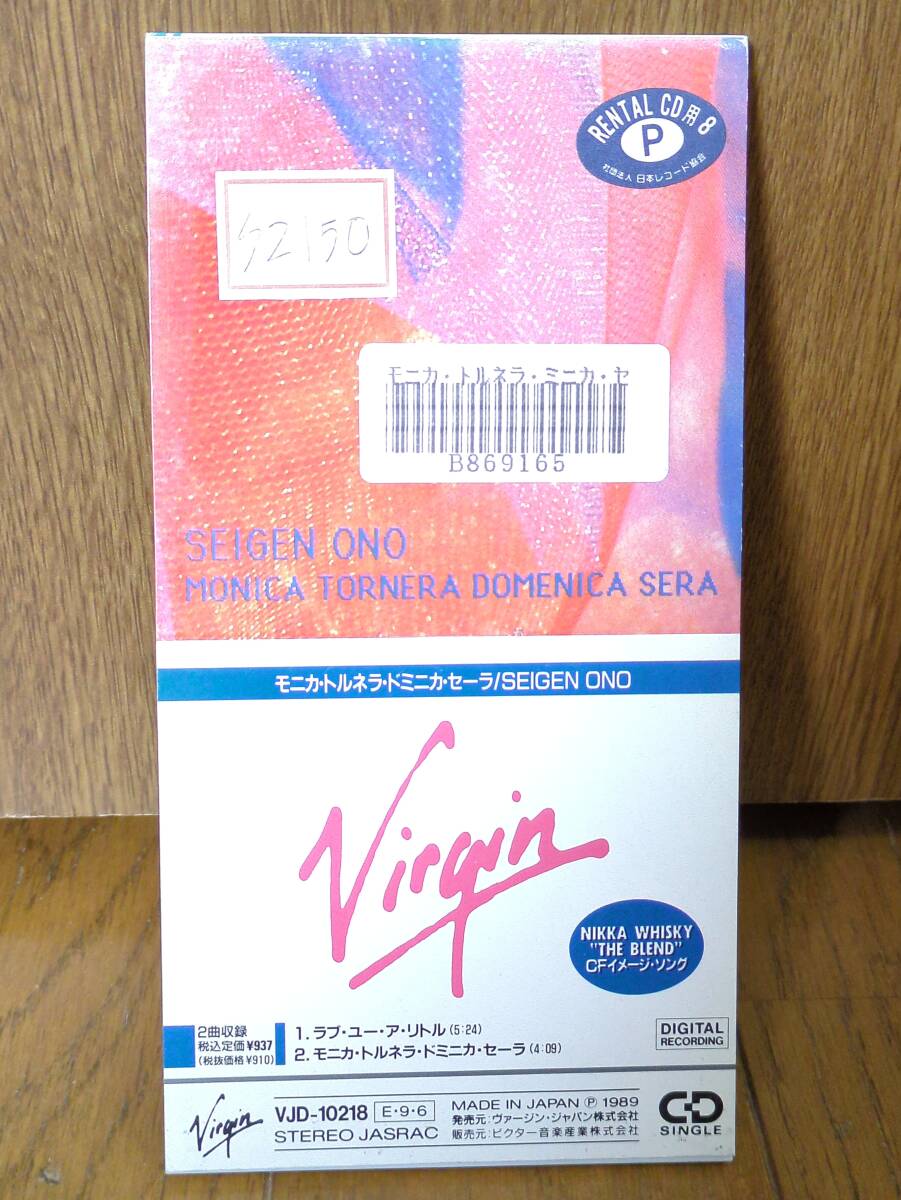 RENTAL CD用 8
P
社団法人 日本レコード協会
S2150
モニカ・トルネラ・ミニカ・セ
B869165
SEIGEN ONO
MONICA TORNERA DOMENICA SERA
モニカ・トルネラ・ドミニカ・セーラ/SEIGEN ONO
Virgin
NIKKA WHISKY
"THE BLEND"
CFイメージ・ソング
2曲収録
税込定価¥937
(税抜価格¥910)
1. ラブ・ユー・ア・リトル (5:24)
2. モニカ・トルネラ・ドミニカ・セーラ (4:09)
DIGITAL
RECORDING
Virgin
VJD-10218 E・9・6
STEREO JASRAC
MADE IN JAPAN Ⓟ 1989
発売元:ヴァージン・ジャパン株式会社
販売元:ビクター音楽産業株式会社
CD
SINGLE